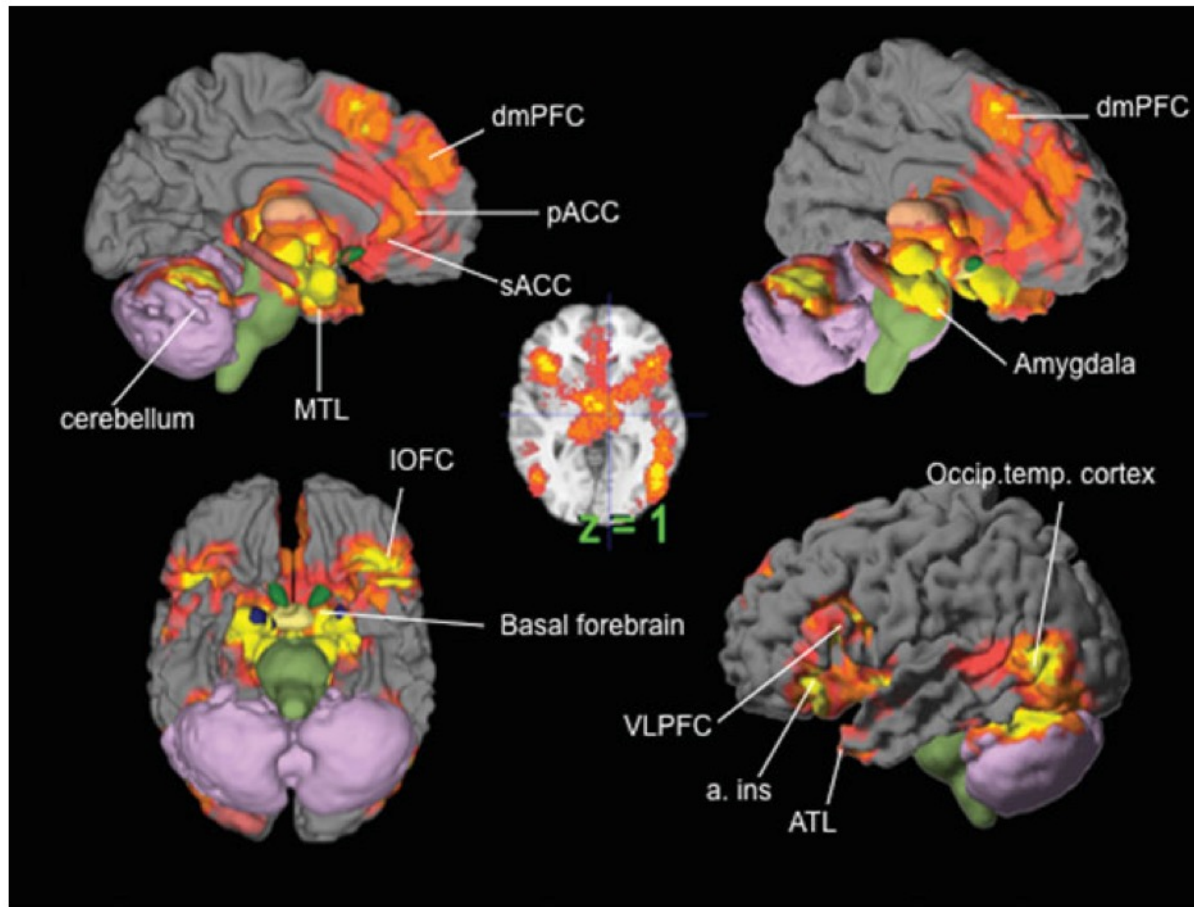 dmPFC
pACC
sACC
MTL
cerebellum
dmPFC
Amygdala
z = 1
lOFC
Basal forebrain
Occip.temp. cortex
VLPFC
a. ins
ATL